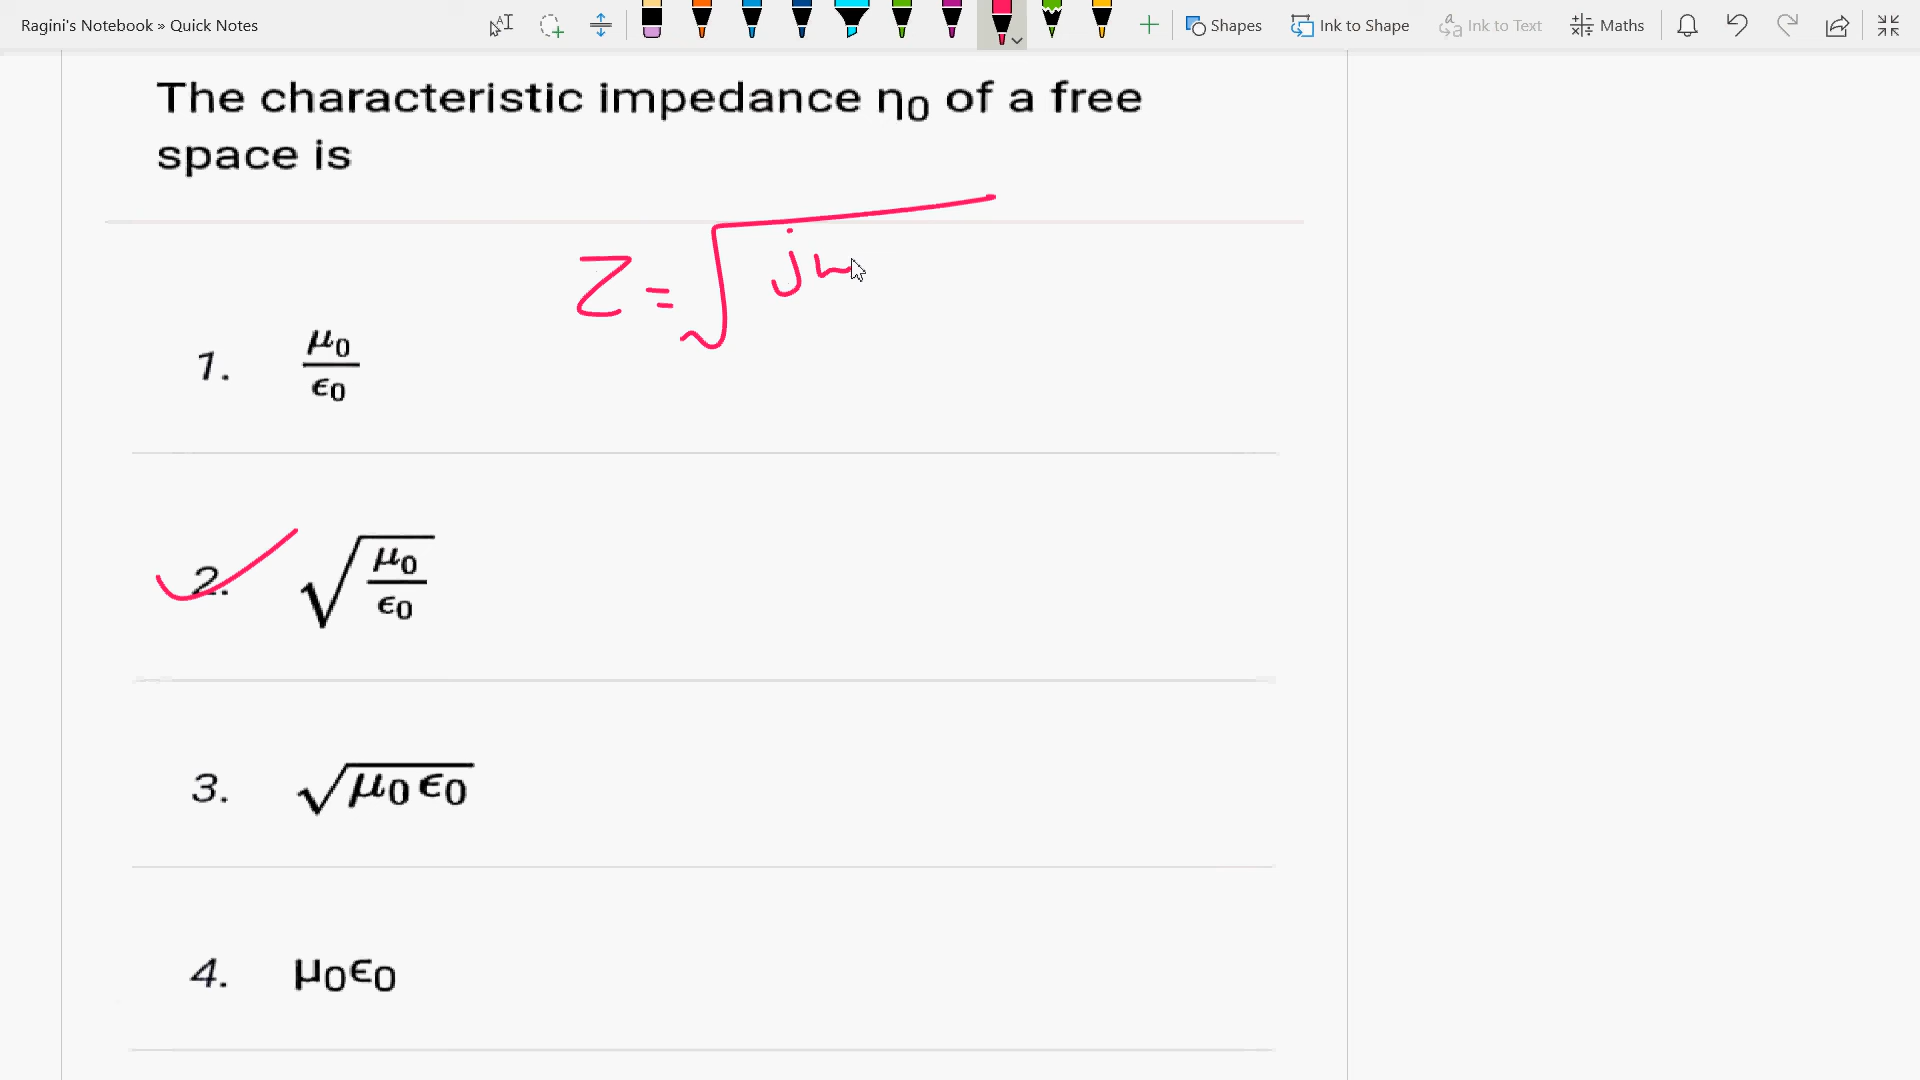 Ragini's Notebook » Quick Notes
Shapes
Ink to Shape
Ink to Text
Maths
The characteristic impedance η₀ of a free
space is
Z = √ j
1. μ₀/ϵ₀
2. √(μ₀/ϵ₀)
3. √μ₀ϵ₀
4. μ₀ϵ₀